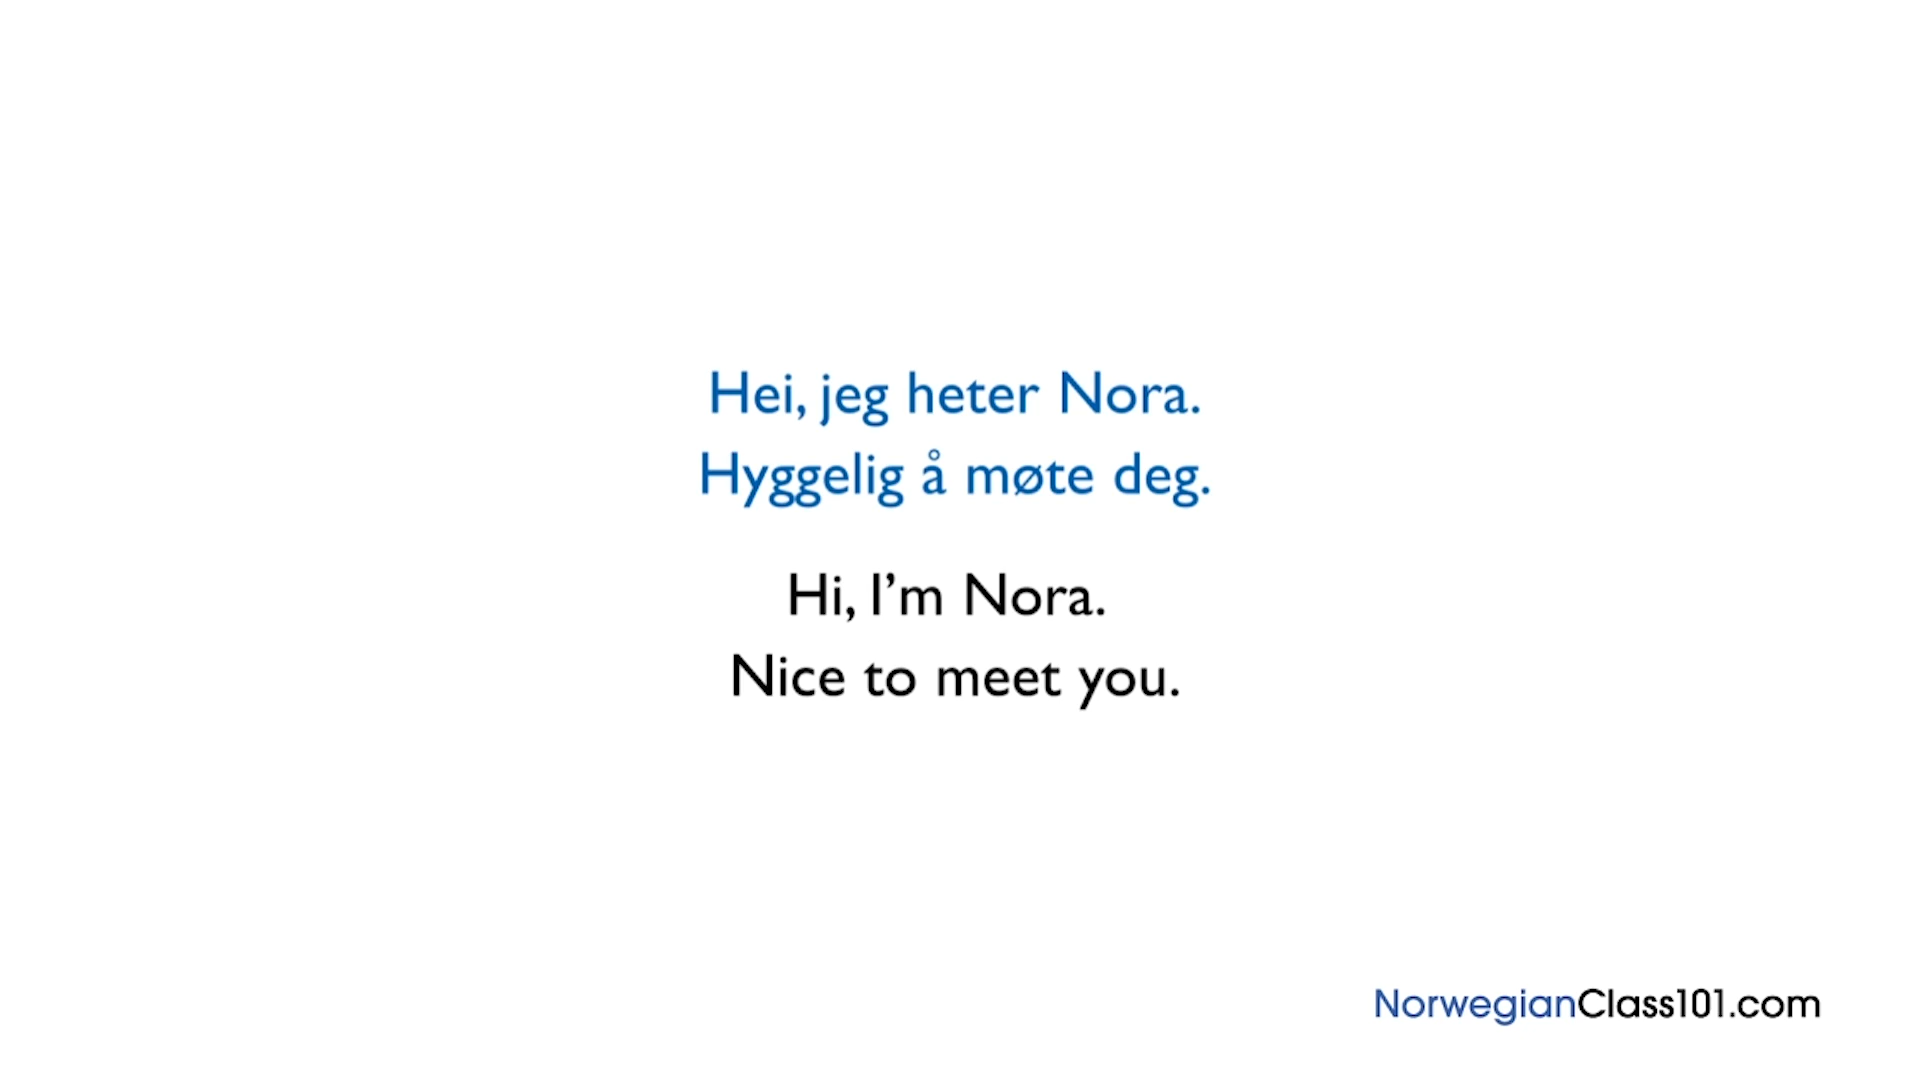 Hei, jeg heter Nora.
Hyggelig å møte deg.
Hi, I’m Nora.
Nice to meet you.
NorwegianClass101.com